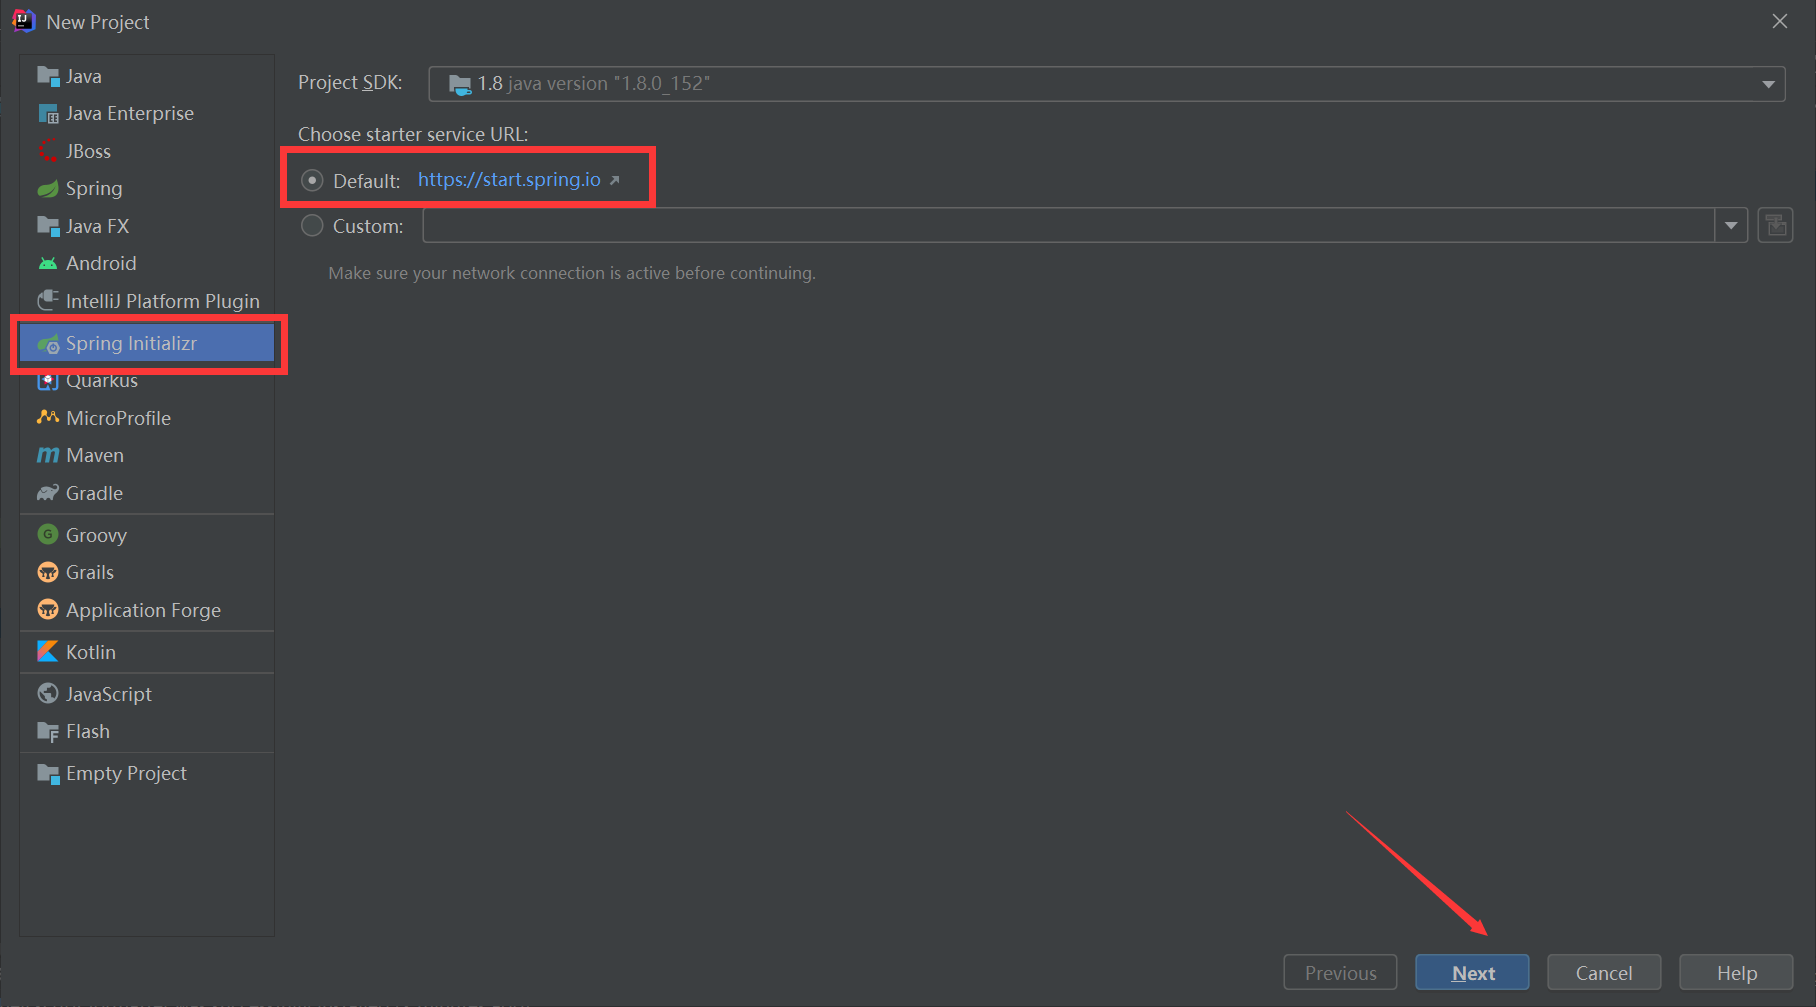 New Project
Java
Java Enterprise
JBoss
Spring
Java FX
Android
IntelliJ Platform Plugin
Spring Initializr
Quarkus
MicroProfile
Maven
Gradle
Groovy
Grails
Application Forge
Kotlin
JavaScript
Flash
Empty Project
Project SDK: 1.8 java version "1.8.0_152"
Choose starter service URL:
Default: https://start.spring.io
Custom:
Make sure your network connection is active before continuing.
Previous Next Cancel Help